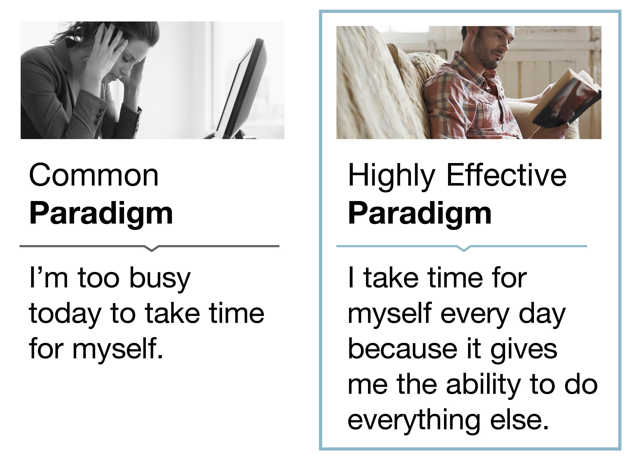 Common
Paradigm
I’m too busy
today to take time
for myself.
Highly Effective
Paradigm
I take time for
myself every day
because it gives
me the ability to do
everything else.